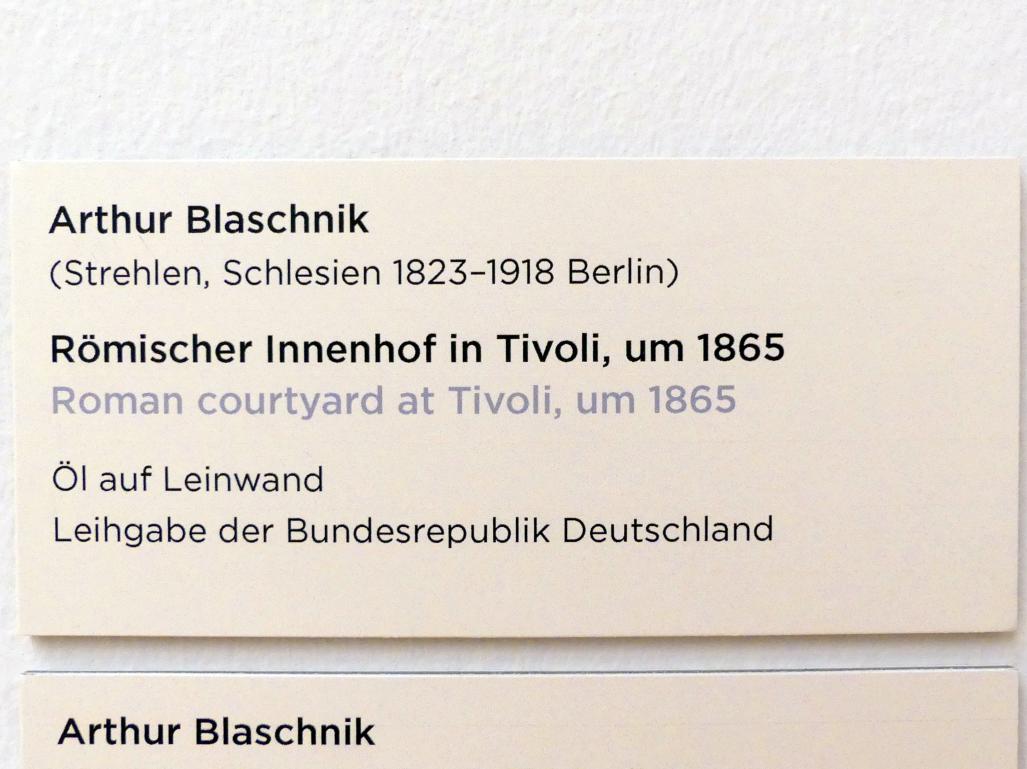 Arthur Blaschnik
(Strehlen, Schlesien 1823–1918 Berlin)
Römischer Innenhof in Tivoli, um 1865
Roman courtyard at Tivoli, um 1865
Öl auf Leinwand
Leihgabe der Bundesrepublik Deutschland
Arthur Blaschnik